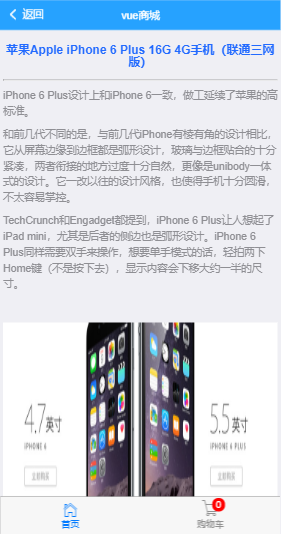 返回
vue商城
苹果Apple iPhone 6 Plus 16G 4G手机（联通三网
版）
iPhone 6 Plus设计上和iPhone 6一致，做工延续了苹果的高
标准。
和前几代不同的是，与前几代iPhone有棱有角的设计相比，
它从屏幕边缘到边框都是弧形设计，玻璃与边框贴合的十分
紧凑，两者衔接的地方过度十分自然，更像是unibody一体
式的设计。它一改以往的设计风格，也使得手机十分圆滑，
不太容易掌控。
TechCrunch和Engadget都提到，iPhone 6 Plus让人想起了
iPad mini，尤其是后者的侧边也是弧形设计。iPhone 6
Plus同样需要双手来操作，想要单手模式的话，轻拍两下
Home键（不是按下去），显示内容会下移大约一半的尺
寸。
4.7英寸
5.5英寸
IPHONE 6
IPHONE 6 PLUS
立即购买
立即购买
0
首页
购物车